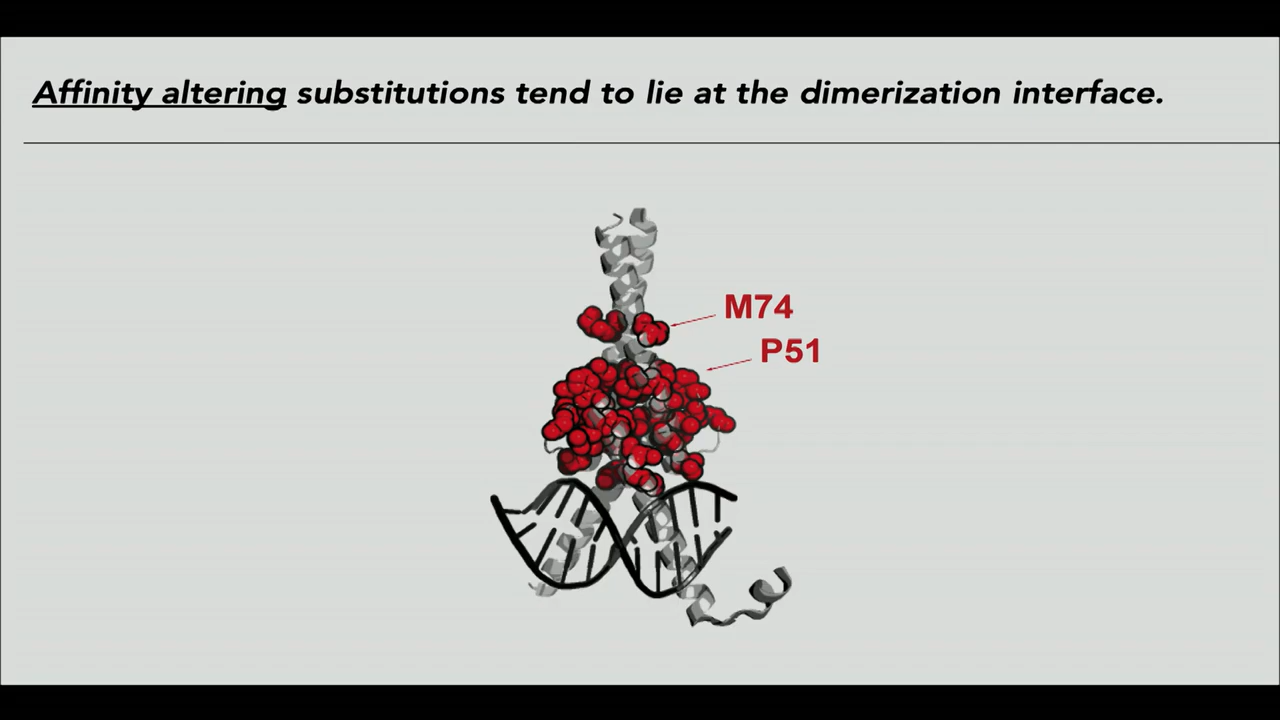 Affinity altering substitutions tend to lie at the dimerization interface.
M74
P51